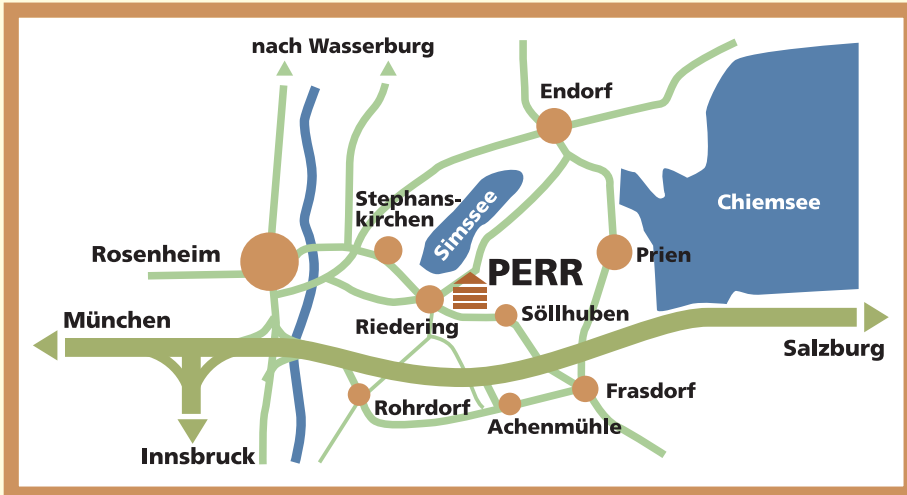 nach Wasserburg
Endorf
Stephans-
kirchen
Simssee
Chiemsee
Rosenheim
PERR
Prien
München
Riedering
Söllhuben
Salzburg
Rohrdorf
Frasdorf
Achenmühle
Innsbruck